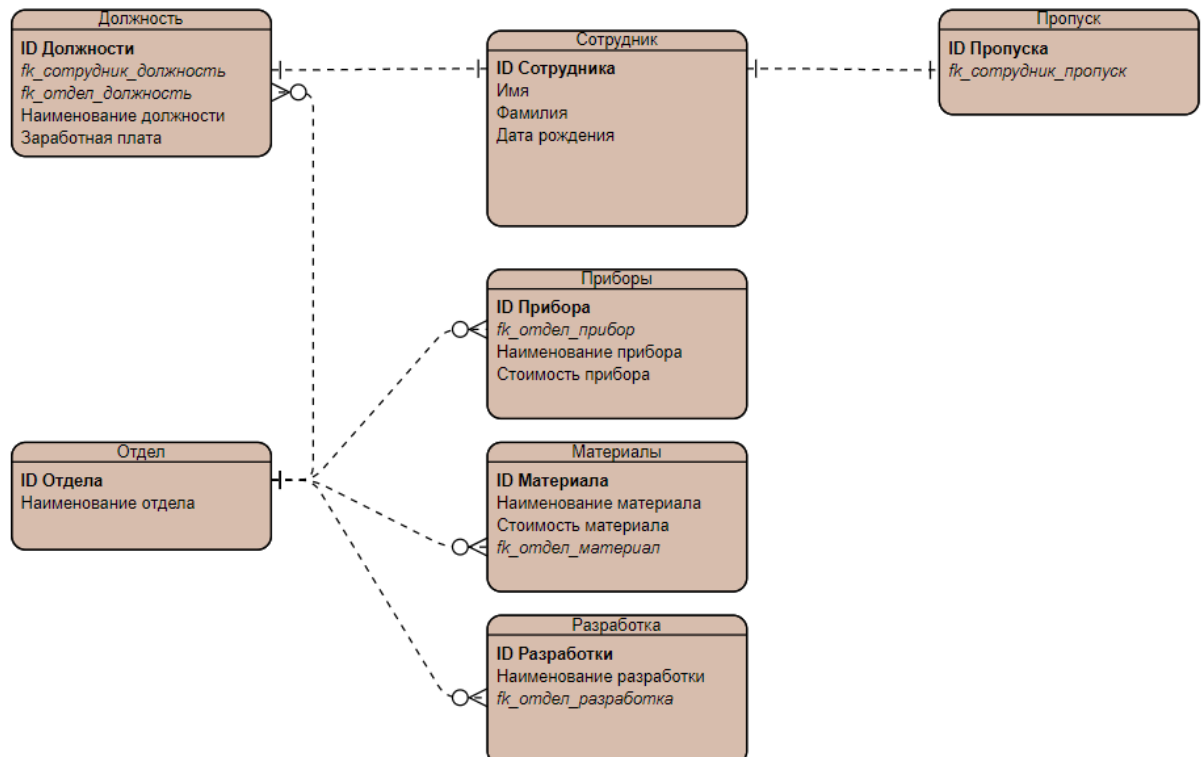 Должность
ID Должности
fk_сотрудник_должность
fk_отдел_должность
Наименование должности
Заработная плата
Сотрудник
ID Сотрудника
Имя
Фамилия
Дата рождения
Пропуск
ID Пропуска
fk_сотрудник_пропуск
Приборы
ID Прибора
fk_отдел_прибор
Наименование прибора
Стоимость прибора
Отдел
ID Отдела
Наименование отдела
Материалы
ID Материала
Наименование материала
Стоимость материала
fk_отдел_материал
Разработка
ID Разработки
Наименование разработки
fk_отдел_разработка